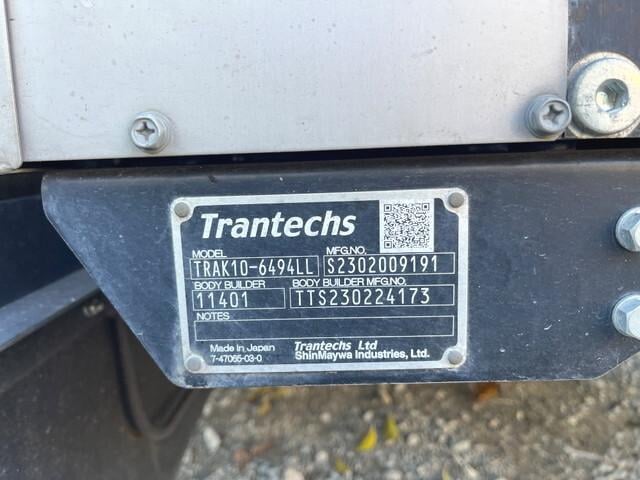 Trantechs
MODEL MFG.NO.
TRAK10-6494LL S2302009191
BODY BUILDER BODY BUILDER MFG.NO.
11401 TTS230224173
NOTES
Made in Japan Trantechs Ltd
7-47065-03-0 ShinMaywa Industries, Ltd.